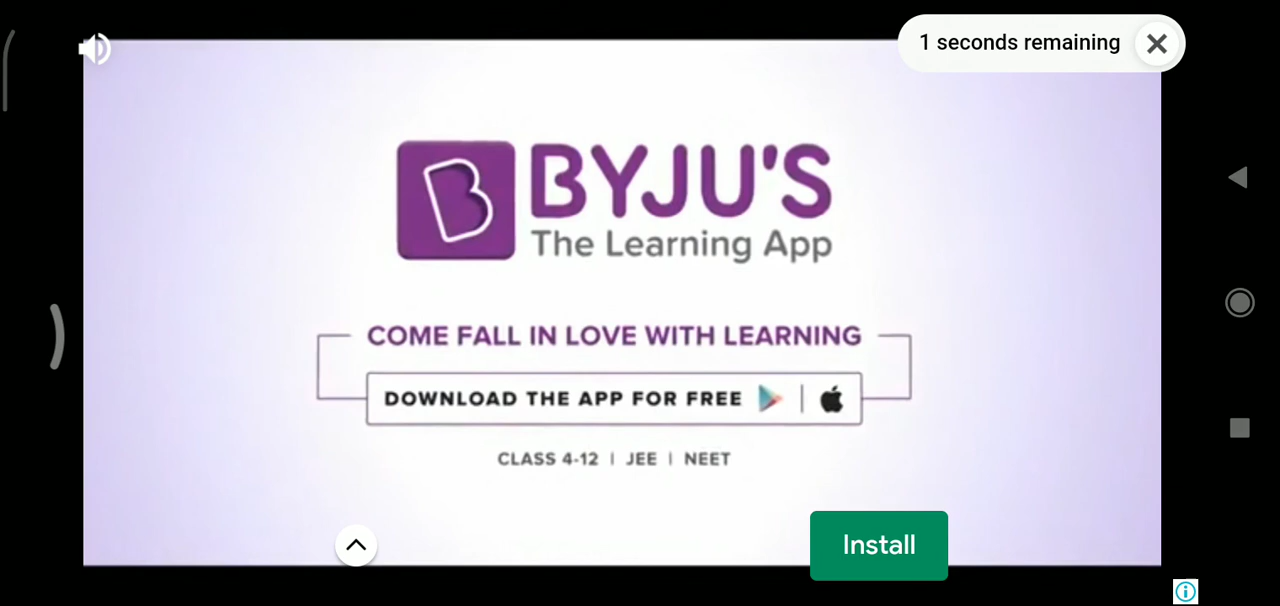 1 seconds remaining
BYJU'S
The Learning App
COME FALL IN LOVE WITH LEARNING
DOWNLOAD THE APP FOR FREE
CLASS 4-12 | JEE | NEET
Install